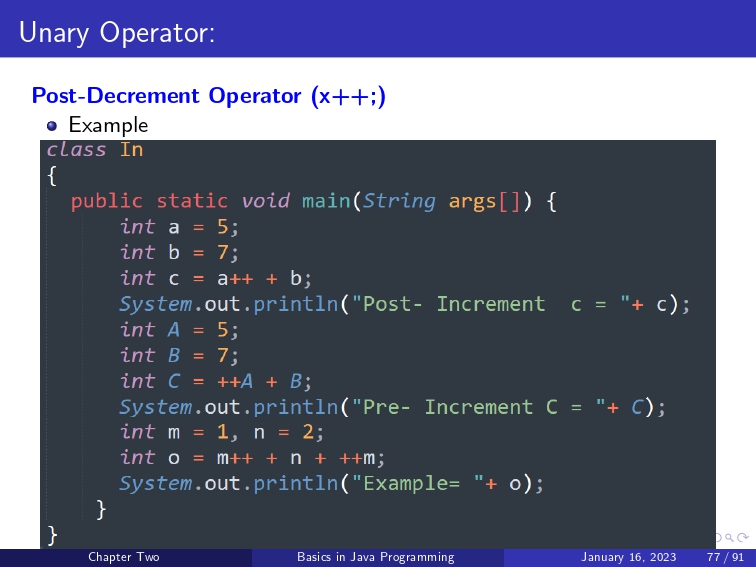 Unary Operator:
Post-Decrement Operator (x++;)
Example
class In
{
public static void main(String args[]) {
int a = 5;
int b = 7;
int c = a++ + b;
System.out.println("Post- Increment  c = "+ c);
int A = 5;
int B = 7;
int C = ++A + B;
System.out.println("Pre- Increment C = "+ C);
int m = 1, n = 2;
int o = m++ + n + ++m;
System.out.println("Example= "+ o);
}
}
Chapter Two Basics in Java Programming January 16, 2023 77 / 91